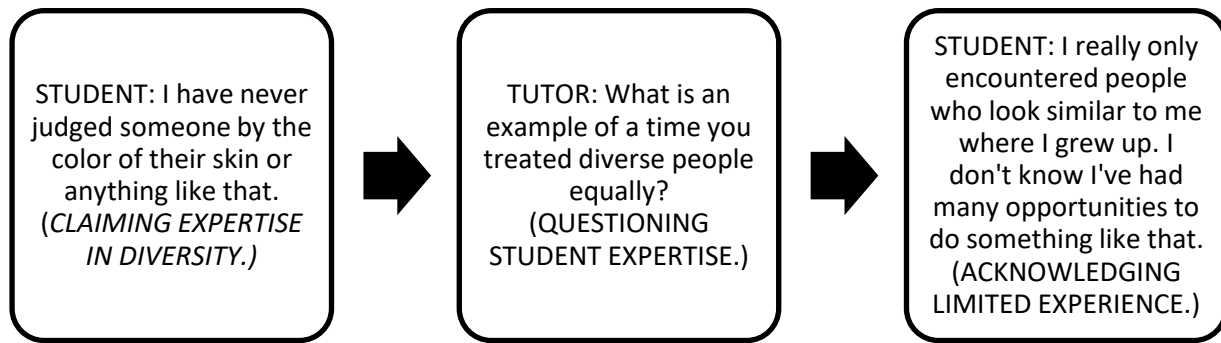 STUDENT: I have never
judged someone by the
color of their skin or
anything like that.
(CLAIMING EXPERTISE
IN DIVERSITY.)
TUTOR: What is an
example of a time you
treated diverse people
equally?
(QUESTIONING
STUDENT EXPERTISE.)
STUDENT: I really only
encountered people
who look similar to me
where I grew up. I
don't know I've had
many opportunities to
do something like that.
(ACKNOWLEDGING
LIMITED EXPERIENCE.)